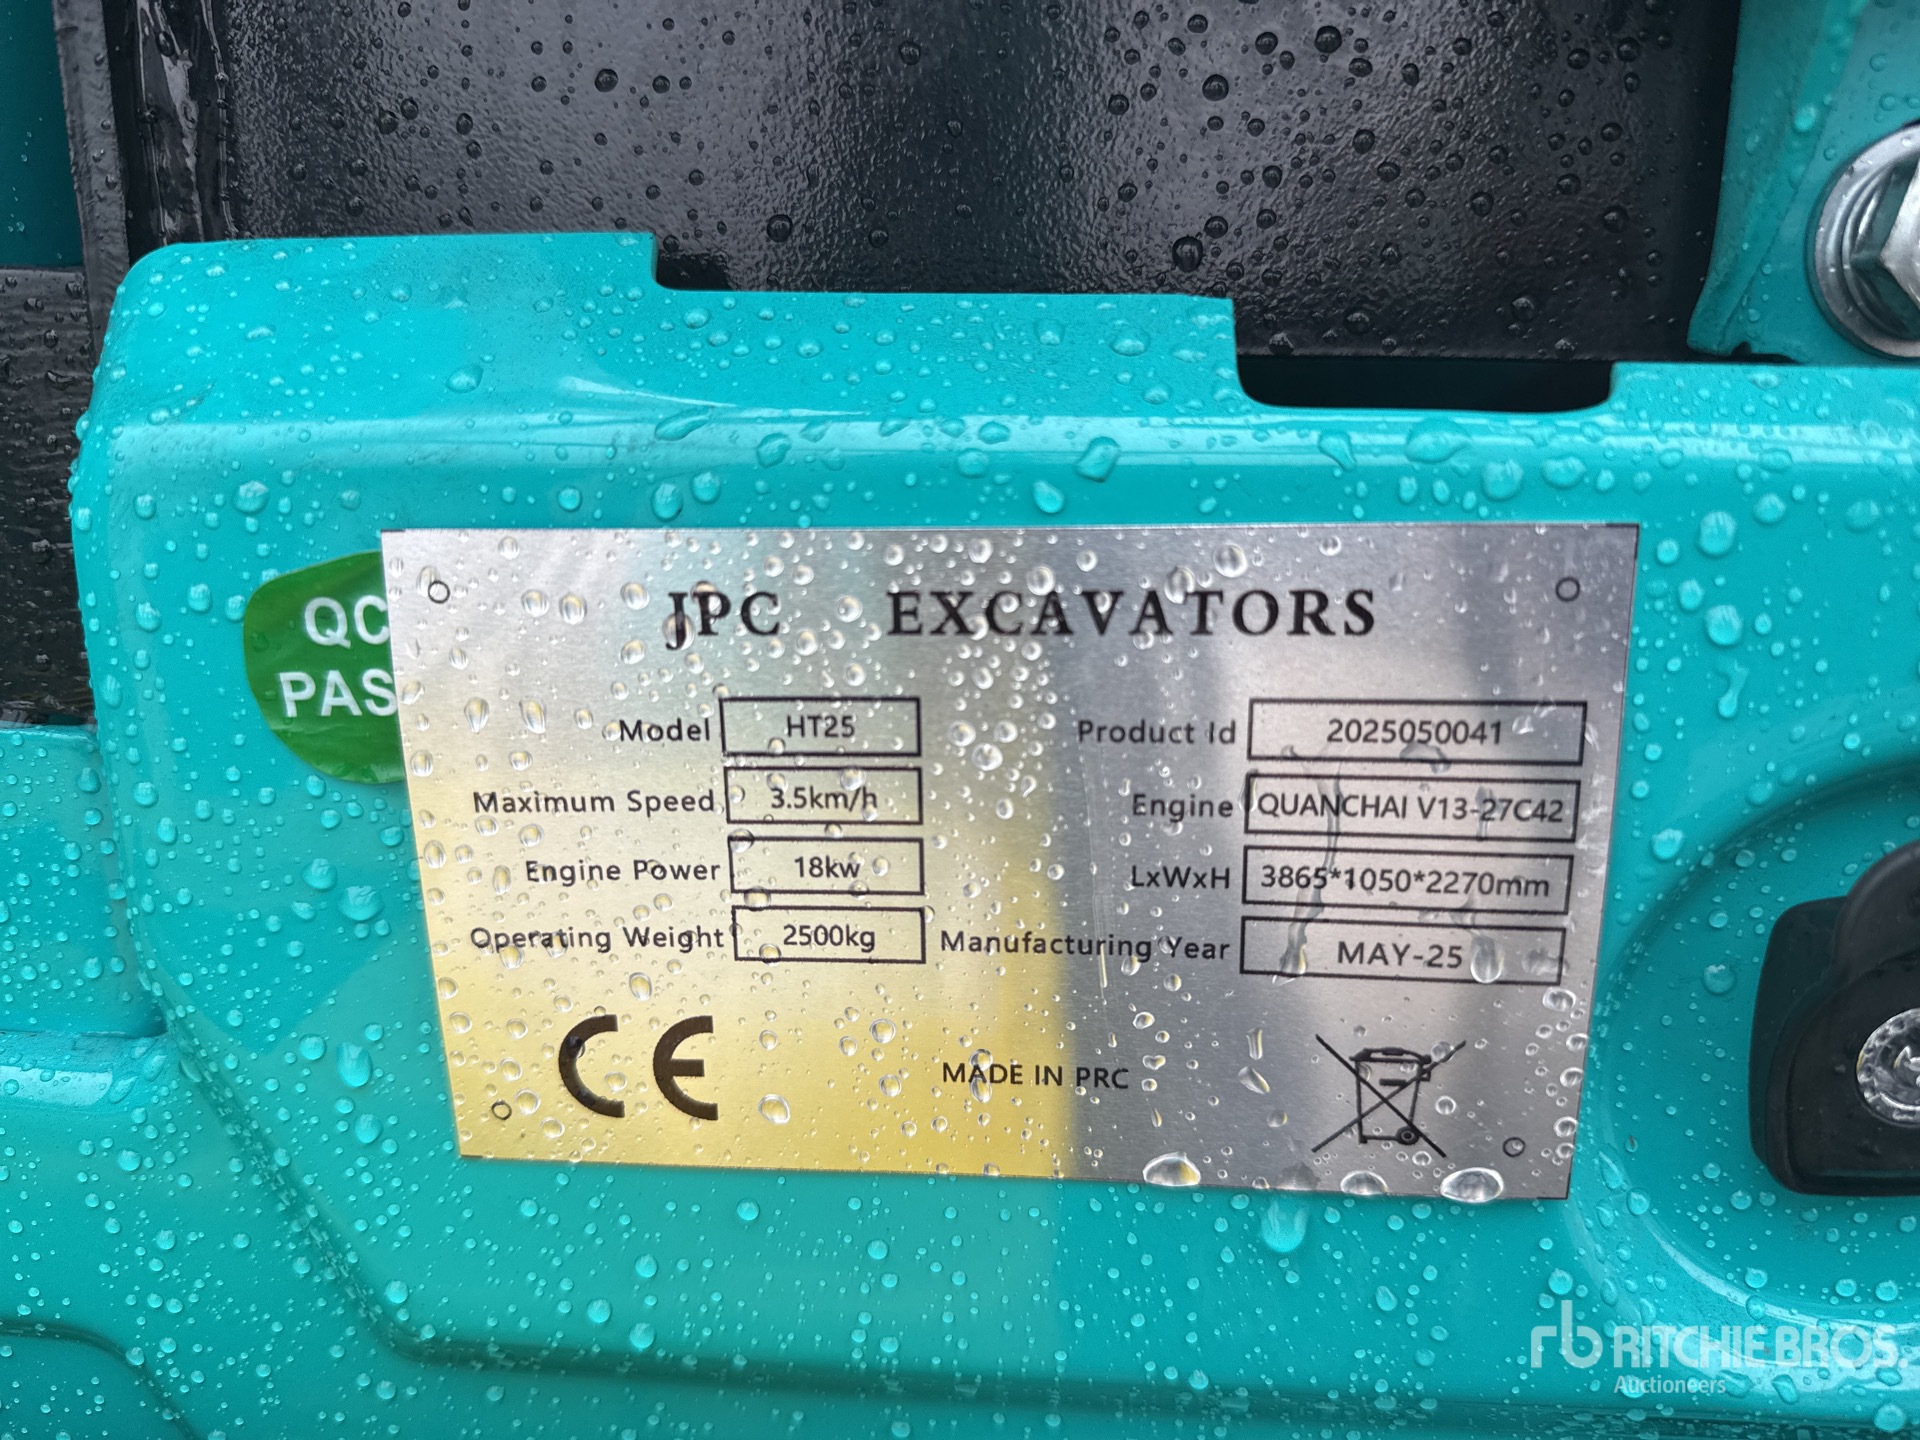 QC
PAS
JPC EXCAVATORS
Model HT25 Product Id 2025050041
Maximum Speed 3.5km/h Engine QUANCHAI V13-27C42
Engine Power 18kw LxWxH 3865*1050*2270mm
Operating Weight 2500kg Manufacturing Year MAY-25
CE MADE IN PRC
rb RITCHIE BROS.
Auctioneers